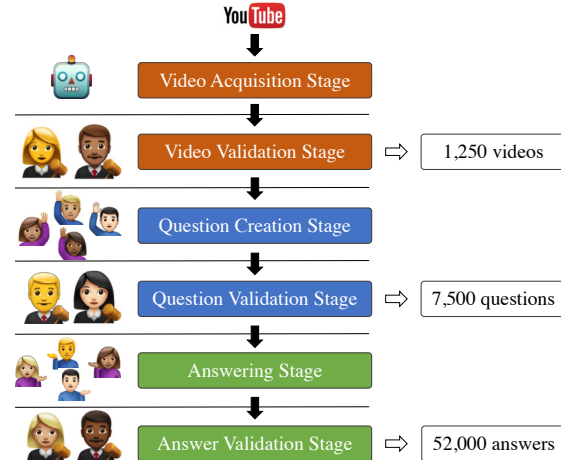 YouTube
Video Acquisition Stage
Video Validation Stage
1,250 videos
Question Creation Stage
Question Validation Stage
7,500 questions
Answering Stage
Answer Validation Stage
52,000 answers